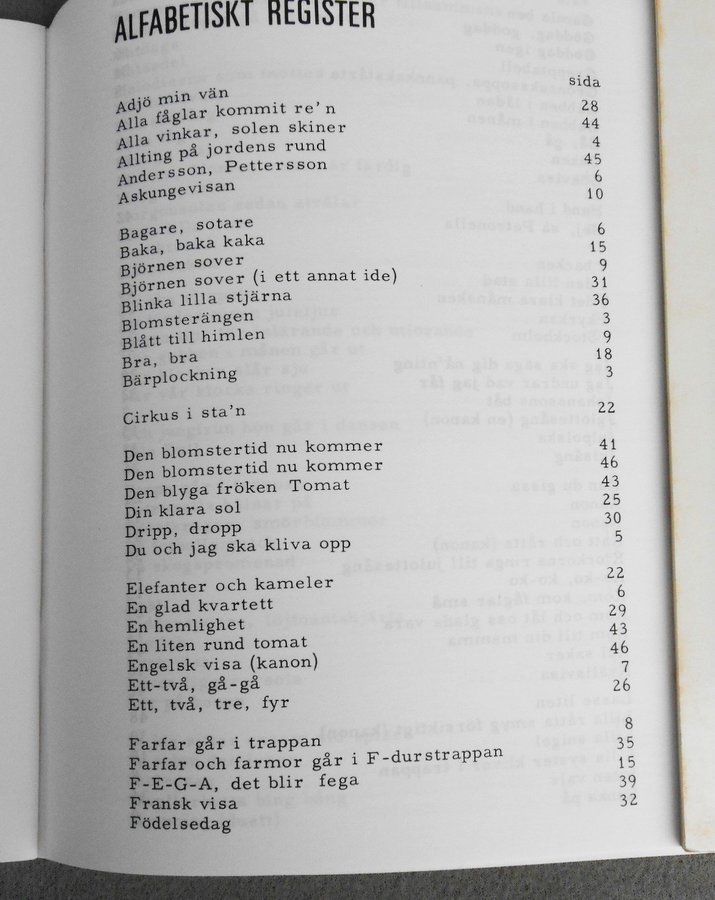 ALFABETISKT REGISTER
sida
Adjö min vän 28
Alla fåglar kommit re'n 44
Alla vinkar, solen skiner 4
Allting på jordens rund 45
Andersson, Pettersson 6
Askungevisan 10
Bagare, sotare 6
Baka, baka kaka 15
Björnen sover 9
Björnen sover (i ett annat ide) 31
Blinka lilla stjärna 36
Blomsterängen 3
Blått till himlen 9
Bra, bra 18
Bärplockning 3
Cirkus i sta'n 22
Den blomstertid nu kommer 41
Den blomstertid nu kommer 46
Den blyga fröken Tomat 43
Din klara sol 25
Dripp, dropp 30
Du och jag ska kliva opp 5
Elefanter och kameler 22
En glad kvartett 6
En hemlighet 29
En liten rund tomat 43
Engelsk visa (kanon) 46
Ett-två, gå-gå 7
Ett, två, tre, fyr 26
Farfar går i trappan 8
Farfar och farmor går i F-durstrappan 35
F-E-G-A, det blir fega 15
Fransk visa 39
Födelsedag 32